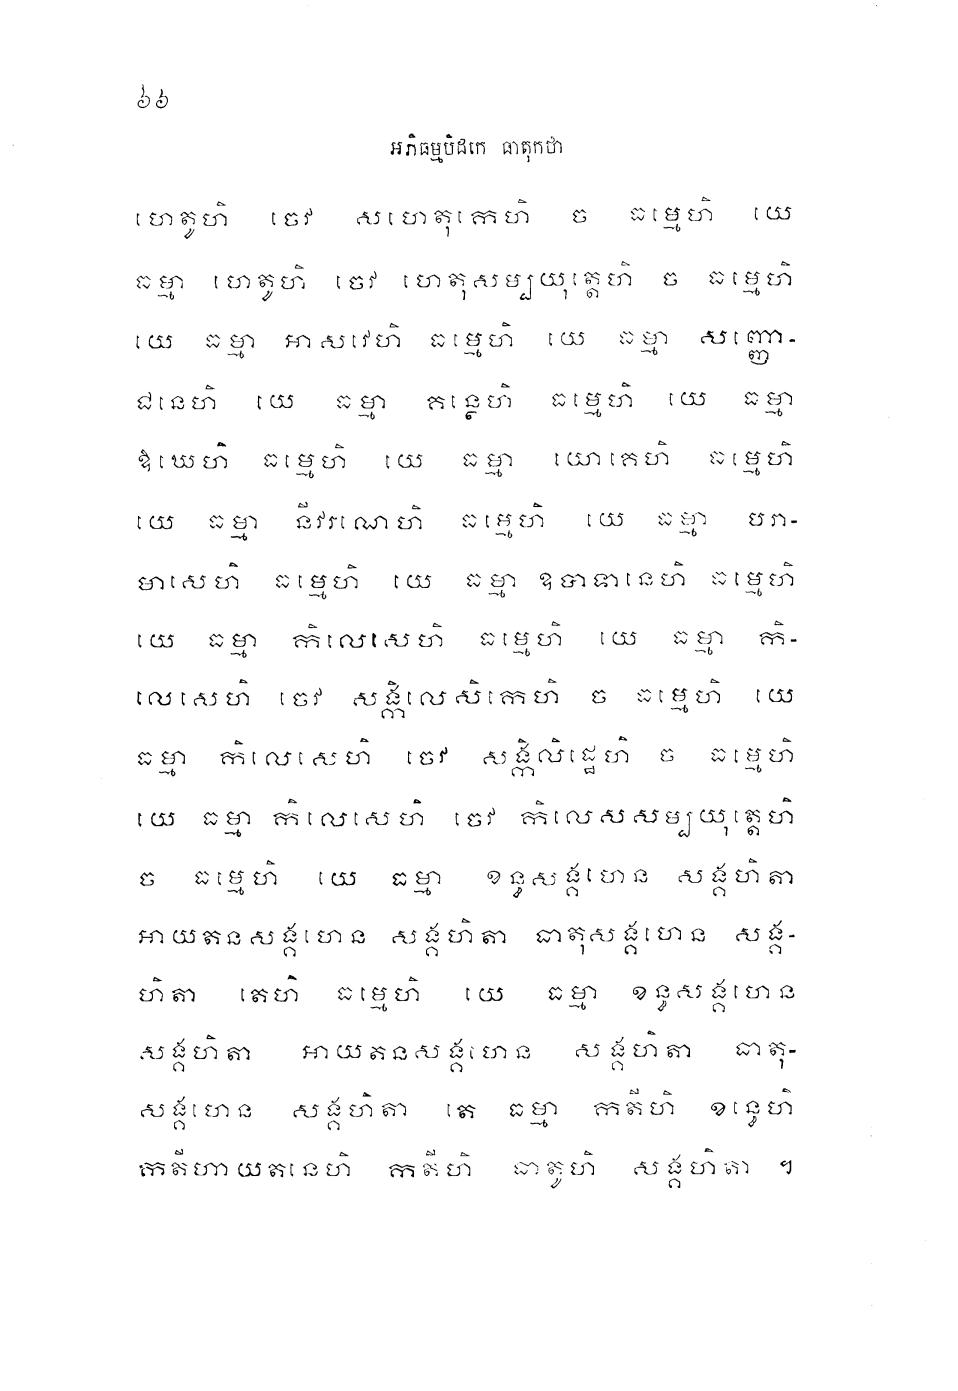 ៦៦
អភិធម្មបិដកេ ធាតុកថា
ហេតូហិ ចេវ សហេតុកេហិ ច ធម្មេហិ យេ
ធម្មា ហេតូហិ ចេវ ហេតុសម្បយុត្តេហិ ច ធម្មេហិ
យេ ធម្មា អាសវេហិ ធម្មេហិ យេ ធម្មា សញ្ញោ-
ជនេហិ យេ ធម្មា គន្ថេហិ ធម្មេហិ យេ ធម្មា
ឱឃេហិ ធម្មេហិ យេ ធម្មា យោគេហិ ធម្មេហិ
យេ ធម្មា នីវរណេហិ ធម្មេហិ យេ ធម្មា បរា-
មាសេហិ ធម្មេហិ យេ ធម្មា ឧបាទានេហិ ធម្មេហិ
យេ ធម្មា កិលេសេហិ ធម្មេហិ យេ ធម្មា កិ-
លេសេហិ ចេវ សង្កិលេសិកេហិ ច ធម្មេហិ យេ
ធម្មា កិលេសេហិ ចេវ សង្កិលិដ្ឋេហិ ច ធម្មេហិ
យេ ធម្មា កិលេសេហិ ចេវ កិលេសសម្បយុត្តេហិ
ច ធម្មេហិ យេ ធម្មា ខន្ធសង្គហេន សង្គហិតា
អាយតនសង្គហេន សង្គហិតា ធាតុសង្គហេន សង្គ-
ហិតា តេហិ ធម្មេហិ យេ ធម្មា ខន្ធសង្គហេន
សង្គហិតា អាយតនសង្គហេន សង្គហិតា ធាតុ-
សង្គហេន សង្គហិតា តេ ធម្មា កតីហិ ខន្ធេហិ
កតីហាយតនេហិ កតីហិ ធាតូហិ សង្គហិតា ។